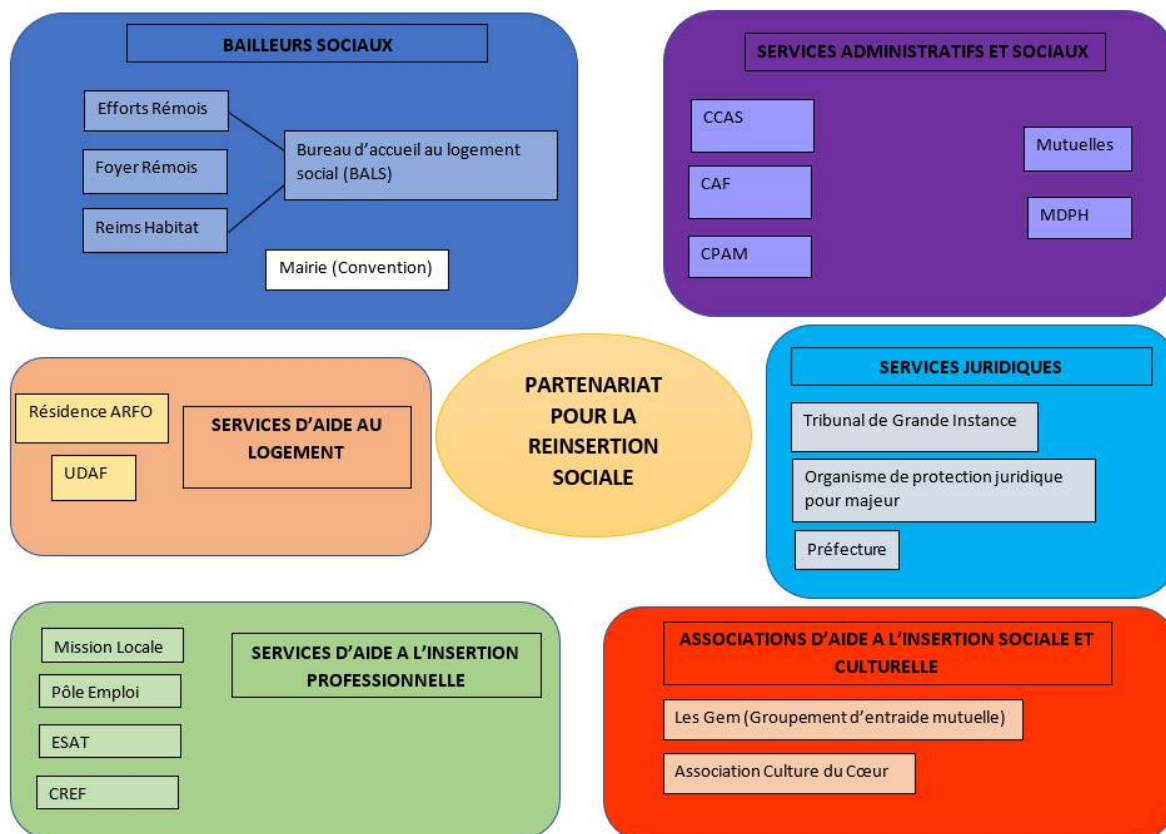 BAILLEURS SOCIAUX
Efforts Rémois
Foyer Rémois
Reims Habitat
Bureau d'accueil au logement
social (BALS)
Mairie (Convention)
SERVICES ADMINISTRATIFS ET SOCIAUX
CCAS
CAF
CPAM
Mutuelles
MDPH
Résidence ARFO
UDAF
SERVICES D'AIDE AU
LOGEMENT
PARTENARIAT
POUR LA
REINSERTION
SOCIALE
SERVICES JURIDIQUES
Tribunal de Grande Instance
Organisme de protection juridique
pour majeur
Préfecture
Mission Locale
Pôle Emploi
ESAT
CREF
SERVICES D'AIDE A L'INSERTION
PROFESSIONNELLE
ASSOCIATIONS D'AIDE A L'INSERTION SOCIALE ET
CULTURELLE
Les Gem (Groupement d'entraide mutuelle)
Association Culture du Cœur